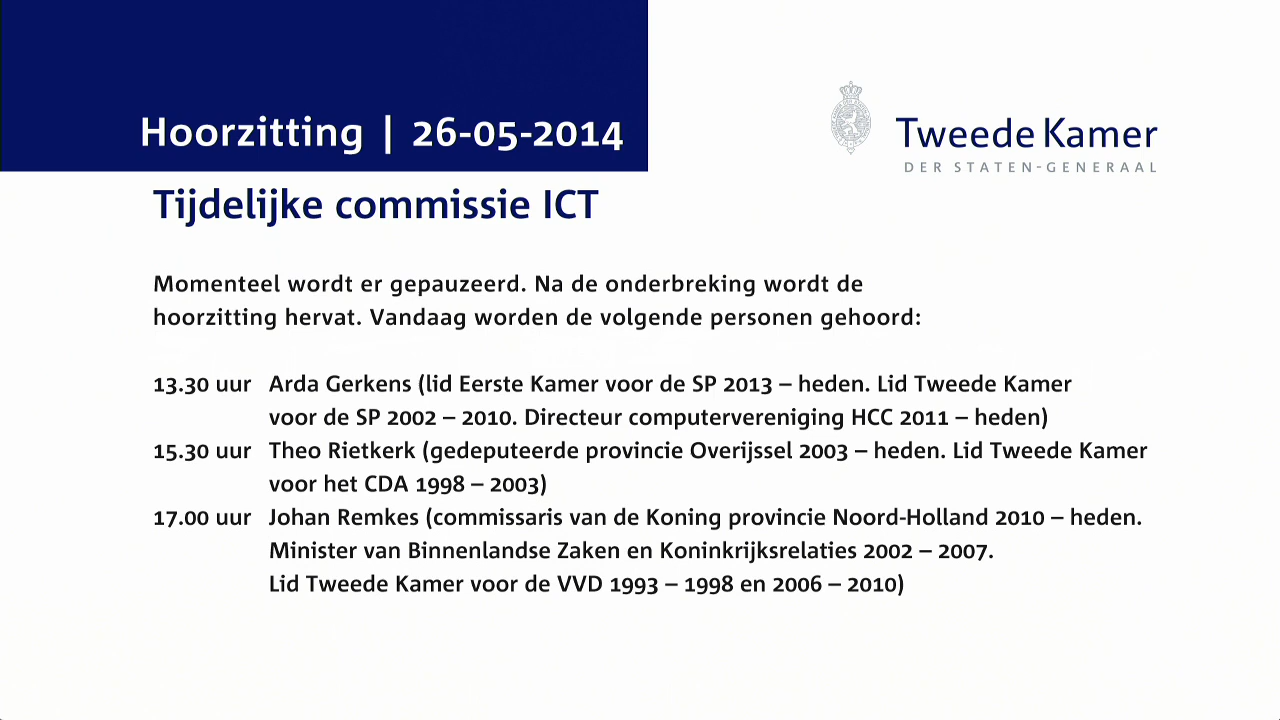 Hoorzitting | 26-05-2014
Tweede Kamer
DER STATEN-GENERAAL
Tijdelijke commissie ICT
Momenteel wordt er gepauzeerd. Na de onderbreking wordt de
hoorzitting hervat. Vandaag worden de volgende personen gehoord:
13.30 uur Arda Gerkens (lid Eerste Kamer voor de SP 2013 – heden. Lid Tweede Kamer
voor de SP 2002 – 2010. Directeur computervereniging HCC 2011 – heden)
15.30 uur Theo Rietkerk (gedeputeerde provincie Overijssel 2003 – heden. Lid Tweede Kamer
voor het CDA 1998 – 2003)
17.00 uur Johan Remkes (commissaris van de Koning provincie Noord-Holland 2010 – heden.
Minister van Binnenlandse Zaken en Koninkrijksrelaties 2002 – 2007.
Lid Tweede Kamer voor de VVD 1993 – 1998 en 2006 – 2010)